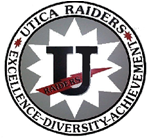 UTICA RAIDERS
U
RAIDERS
EXCELLENCE-DIVERSITY-ACHIEVEMENT